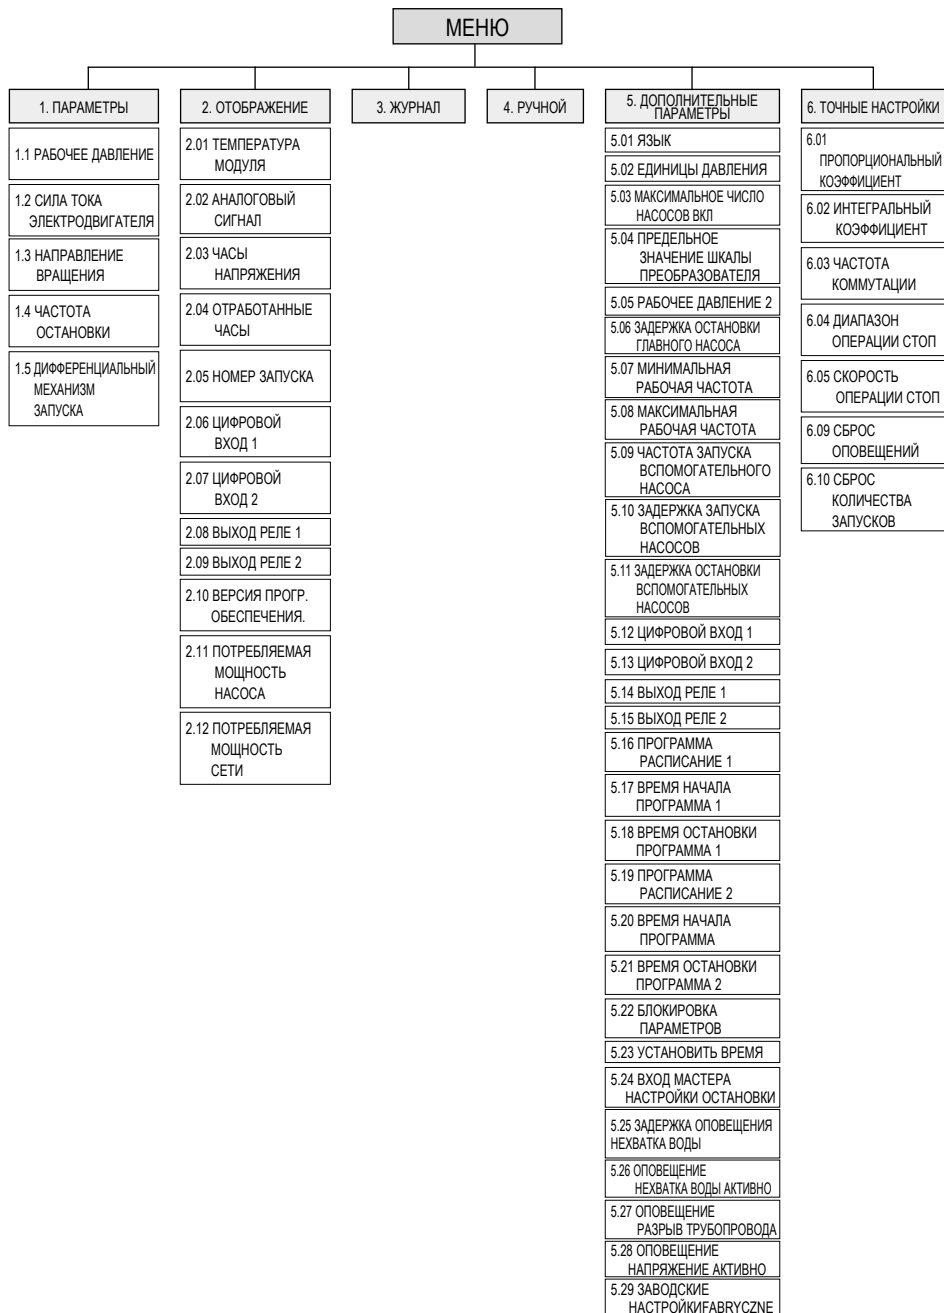 МЕНЮ
1. ПАРАМЕТРЫ
1.1 РАБОЧЕЕ ДАВЛЕНИЕ
1.2 СИЛА ТОКА
ЭЛЕКТРОДВИГАТЕЛЯ
1.3 НАПРАВЛЕНИЕ
ВРАЩЕНИЯ
1.4 ЧАСТОТА
ОСТАНОВКИ
1.5 ДИФФЕРЕНЦИАЛЬНЫЙ
МЕХАНИЗМ
ЗАПУСКА
2. ОТОБРАЖЕНИЕ
2.01 ТЕМПЕРАТУРА
МОДУЛЯ
2.02 АНАЛОГОВЫЙ
СИГНАЛ
2.03 ЧАСЫ
НАПРЯЖЕНИЯ
2.04 ОТРАБОТАННЫЕ
ЧАСЫ
2.05 НОМЕР ЗАПУСКА
2.06 ЦИФРОВОЙ
ВХОД 1
2.07 ЦИФРОВОЙ
ВХОД 2
2.08 ВЫХОД РЕЛЕ 1
2.09 ВЫХОД РЕЛЕ 2
2.10 ВЕРСИЯ ПРОГР.
ОБЕСПЕЧЕНИЯ.
2.11 ПОТРЕБЛЯЕМАЯ
МОЩНОСТЬ
НАСОСА
2.12 ПОТРЕБЛЯЕМАЯ
МОЩНОСТЬ
СЕТИ
3. ЖУРНАЛ
4. РУЧНОЙ
5. ДОПОЛНИТЕЛЬНЫЕ
ПАРАМЕТРЫ
5.01 ЯЗЫК
5.02 ЕДИНИЦЫ ДАВЛЕНИЯ
5.03 МАКСИМАЛЬНОЕ ЧИСЛО
НАСОСОВ ВКЛ
5.04 ПРЕДЕЛЬНОЕ
ЗНАЧЕНИЕ ШКАЛЫ
ПРЕОБРАЗОВАТЕЛЯ
5.05 РАБОЧЕЕ ДАВЛЕНИЕ 2
5.06 ЗАДЕРЖКА ОСТАНОВКИ
ГЛАВНОГО НАСОСА
5.07 МИНИМАЛЬНАЯ
РАБОЧАЯ ЧАСТОТА
5.08 МАКСИМАЛЬНАЯ
РАБОЧАЯ ЧАСТОТА
5.09 ЧАСТОТА ЗАПУСКА
ВСПОМОГАТЕЛЬНОГО
НАСОСА
5.10 ЗАДЕРЖКА ЗАПУСКА
ВСПОМОГАТЕЛЬНЫХ
НАСОСОВ
5.11 ЗАДЕРЖКА ОСТАНОВКИ
ВСПОМОГАТЕЛЬНЫХ
НАСОСОВ
5.12 ЦИФРОВОЙ ВХОД 1
5.13 ЦИФРОВОЙ ВХОД 2
5.14 ВЫХОД РЕЛЕ 1
5.15 ВЫХОД РЕЛЕ 2
5.16 ПРОГРАММА
РАСПИСАНИЕ 1
5.17 ВРЕМЯ НАЧАЛА
ПРОГРАММА 1
5.18 ВРЕМЯ ОСТАНОВКИ
ПРОГРАММА 1
5.19 ПРОГРАММА
РАСПИСАНИЕ 2
5.20 ВРЕМЯ НАЧАЛА
ПРОГРАММА
5.21 ВРЕМЯ ОСТАНОВКИ
ПРОГРАММА 2
5.22 БЛОКИРОВКА
ПАРАМЕТРОВ
5.23 УСТАНОВИТЬ ВРЕМЯ
5.24 ВХОД МАСТЕРА
НАСТРОЙКИ ОСТАНОВКИ
5.25 ЗАДЕРЖКА ОПОВЕЩЕНИЯ
НЕХВАТКА ВОДЫ
5.26 ОПОВЕЩЕНИЕ
НЕХВАТКА ВОДЫ АКТИВНО
5.27 ОПОВЕЩЕНИЕ
РАЗРЫВ ТРУБОПРОВОДА
5.28 ОПОВЕЩЕНИЕ
НАПРЯЖЕНИЕ АКТИВНО
5.29 ЗАВОДСКИЕ
НАСТРОЙКИFABRYCZNE
6. ТОЧНЫЕ НАСТРОЙКИ
6.01
ПРОПОРЦИОНАЛЬНЫЙ
КОЭФФИЦИЕНТ
6.02 ИНТЕГРАЛЬНЫЙ
КОЭФФИЦИЕНТ
6.03 ЧАСТОТА
КОММУТАЦИИ
6.04 ДИАПАЗОН
ОПЕРАЦИИ СТОП
6.05 СКОРОСТЬ
ОПЕРАЦИИ СТОП
6.09 СБРОС
ОПОВЕЩЕНИЙ
6.10 СБРОС
КОЛИЧЕСТВА
ЗАПУСКОВ